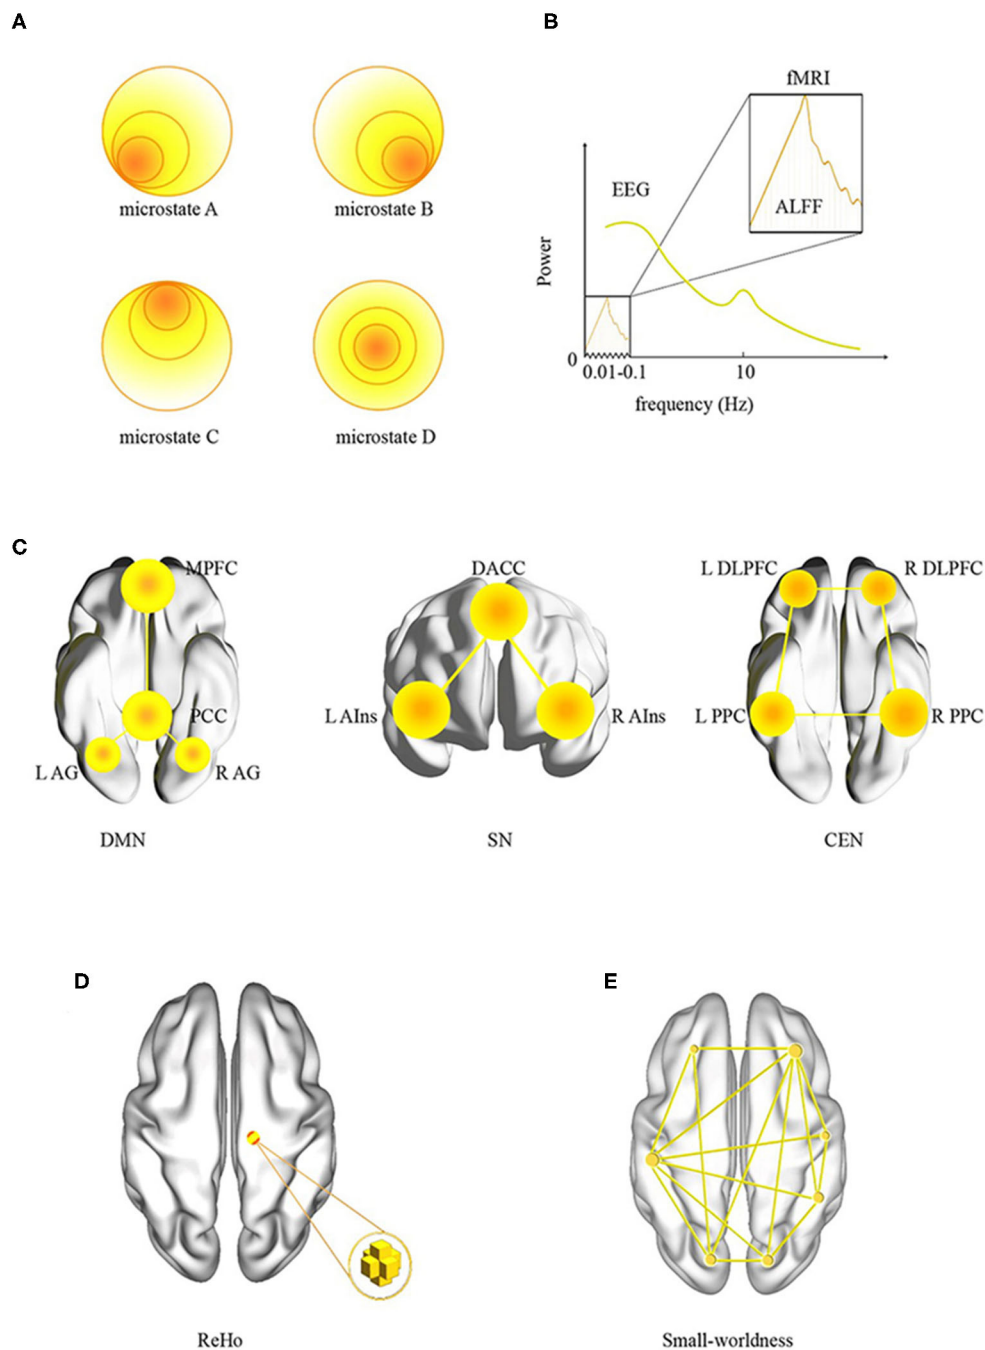 A
microstate A
microstate B
microstate C
microstate D
B
fMRI
EEG
ALFF
Power
0
0.01-0.1
10
frequency (Hz)
C
MPFC
PCC
L AG
R AG
DMN
DACC
L AIns
R AIns
SN
L DLPFC
R DLPFC
L PPC
R PPC
CEN
D
ReHo
E
Small-worldness